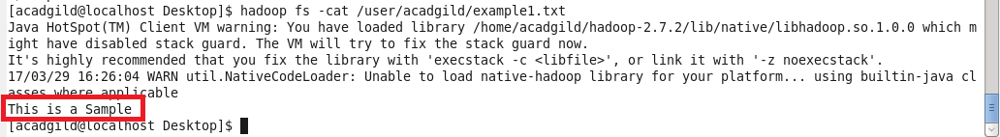 [acadgild@localhost Desktop]$ hadoop fs -cat /user/acadgild/example1.txt
Java HotSpot(TM) Client VM warning: You have loaded library /home/acadgild/hadoop-2.7.2/lib/native/libhadoop.so.1.0.0 which m
ight have disabled stack guard. The VM will try to fix the stack guard now.
It's highly recommended that you fix the library with 'execstack -c <libfile>', or link it with '-z noexecstack'.
17/03/29 16:26:04 WARN util.NativeCodeLoader: Unable to load native-hadoop library for your platform... using builtin-java cl
asses where applicable
This is a Sample
[acadgild@localhost Desktop]$